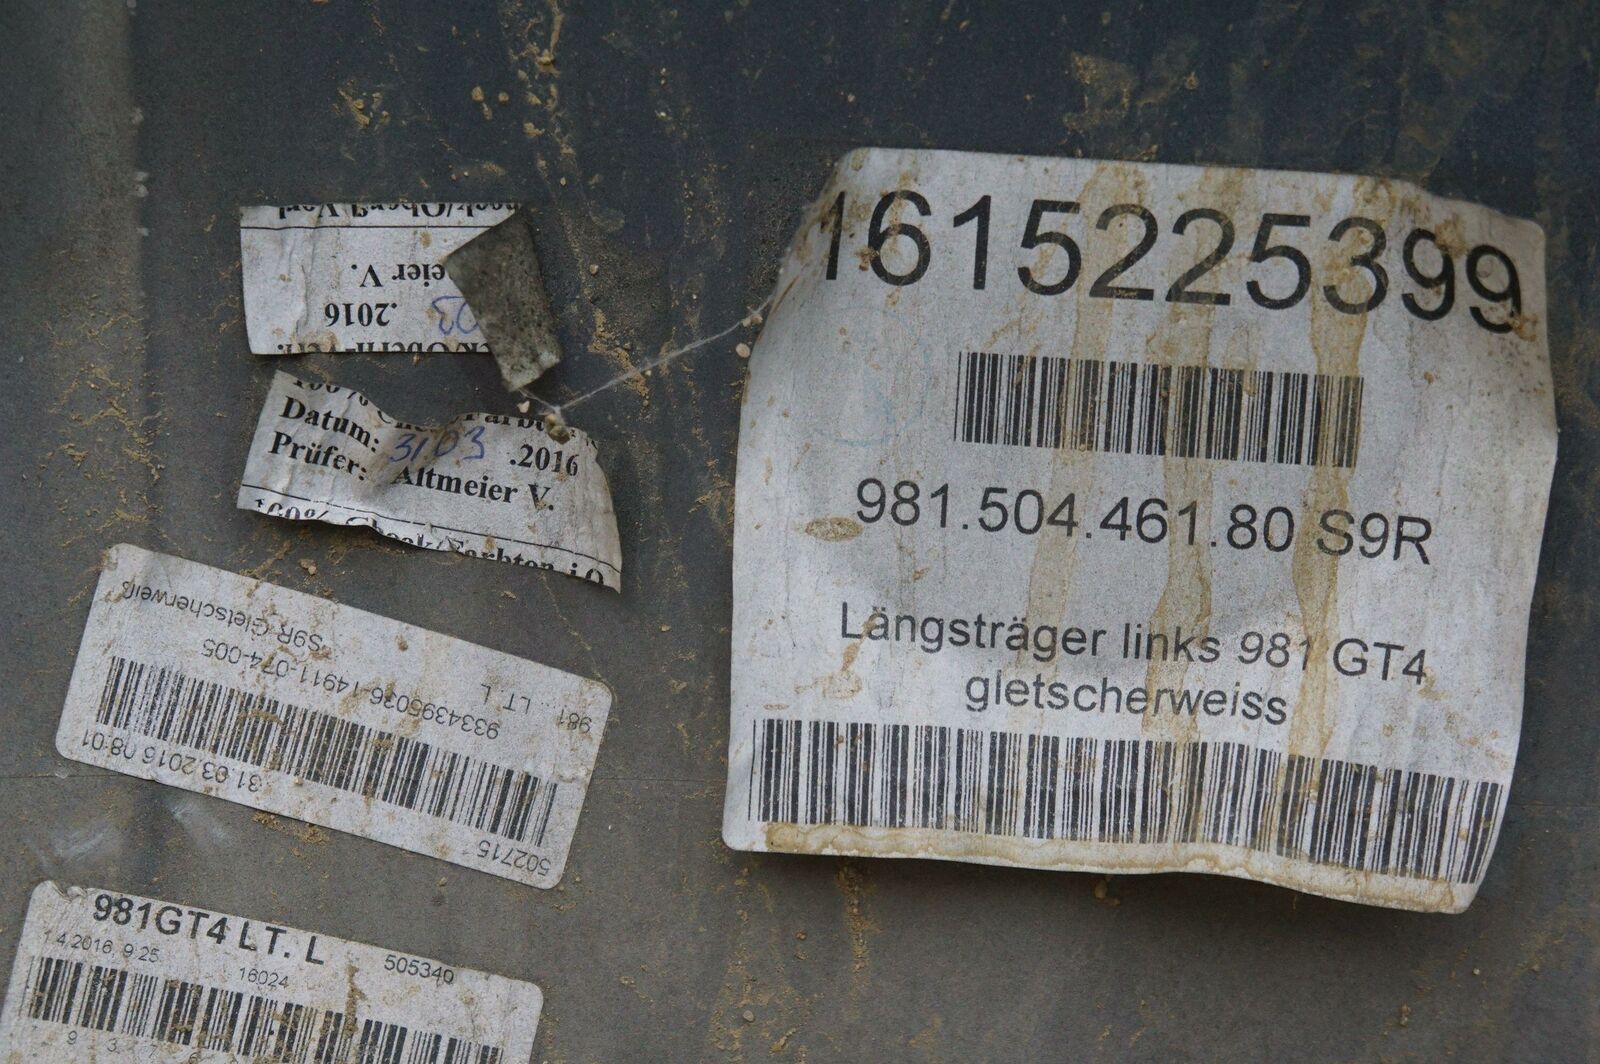 .2016
eier V.
Datum: 31 03 .2016
Prüfer: Altmeier V.
S9R Gletscherweiß
9334395036-14911-074-005
981 LT. L
31.03.2016 08:01
502715
981GT4 LT. L
1.4.2016, 9:25
16024
505340
1615225399
981.504.461.80 S9R
Längsträger links 981 GT4
gletscherweiss